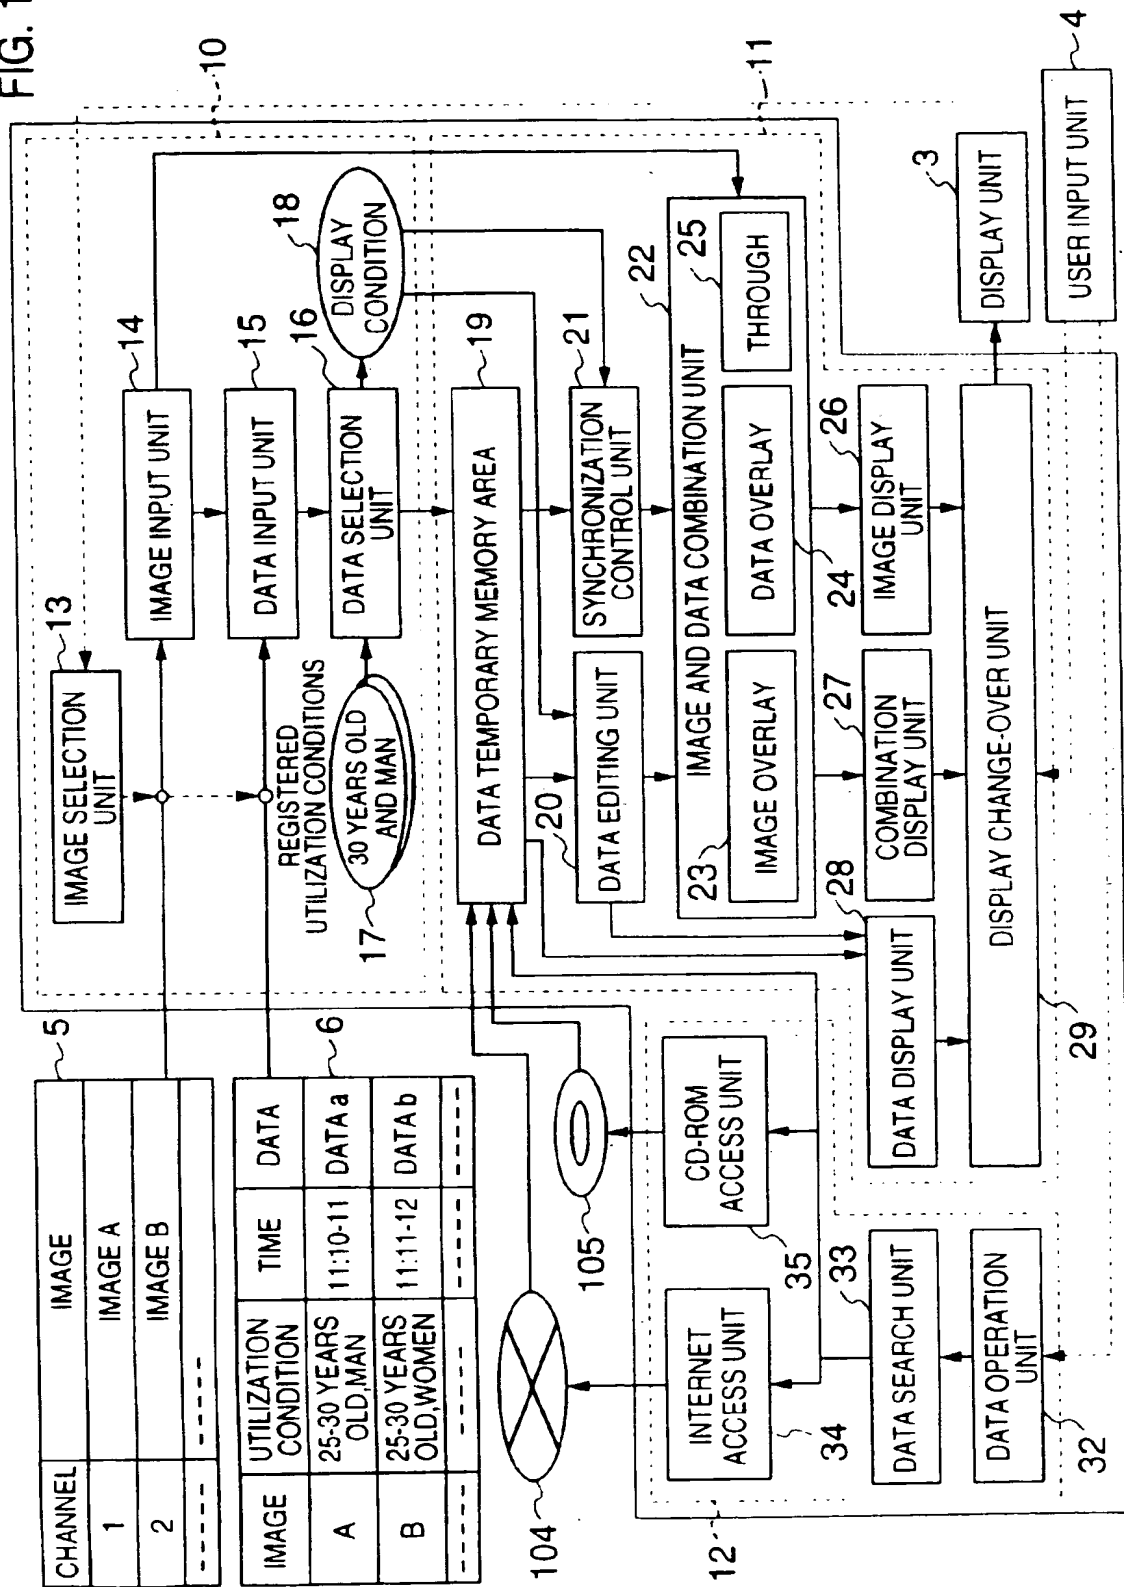 FIG. 1
10
11
4
3
5
CHANNEL IMAGE
1 IMAGE A
2 IMAGE B
6
IMAGE UTILIZATION CONDITION TIME DATA
A 25-30 YEARS OLD,MAN 11:10-11 DATA a
B 25-30 YEARS OLD,WOMEN 11:11-12 DATA b
13
IMAGE SELECTION
UNIT
14
IMAGE INPUT UNIT
15
DATA INPUT UNIT
16
DATA SELECTION
UNIT
REGISTERED
UTILIZATION CONDITIONS
30 YEARS OLD
AND MAN
17
18
DISPLAY
CONDITION
19
DATA TEMPORARY MEMORY AREA
20
DATA EDITING UNIT
21
SYNCHRONIZATION
CONTROL UNIT
22
IMAGE AND DATA COMBINATION UNIT
23
IMAGE OVERLAY
24
DATA OVERLAY
25
THROUGH
26
IMAGE DISPLAY
UNIT
27
COMBINATION
DISPLAY UNIT
28
DATA DISPLAY UNIT
29
DISPLAY CHANGE-OVER UNIT
DISPLAY UNIT
USER INPUT UNIT
104
105
INTERNET
ACCESS UNIT
34
CD-ROM
ACCESS UNIT
35
33
DATA SEARCH UNIT
DATA OPERATION
UNIT
32
12